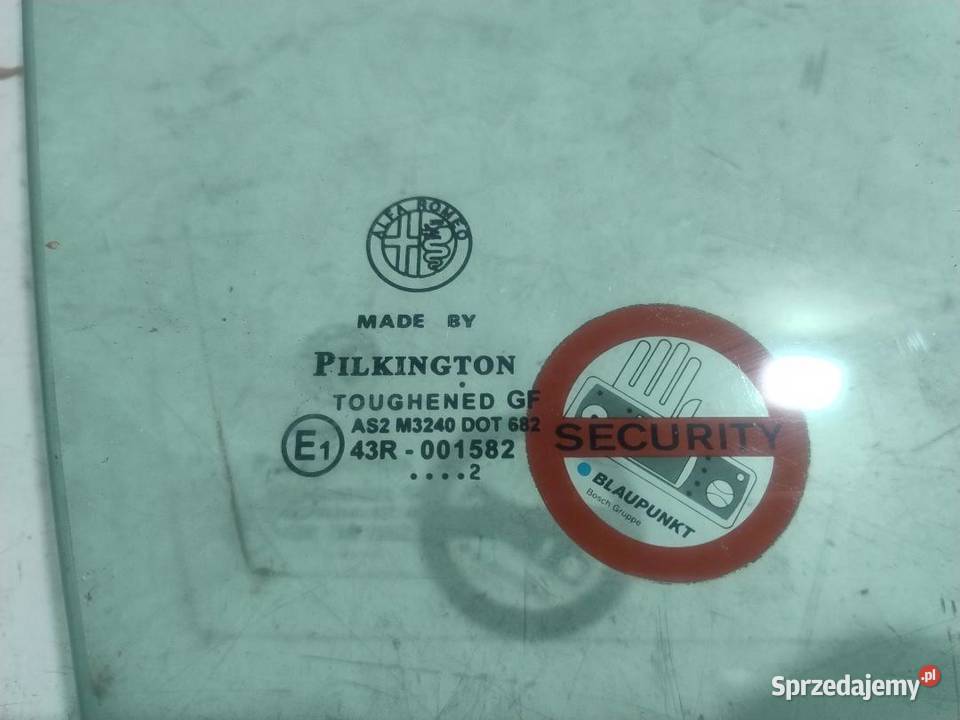 ALFA ROMEO
MADE BY
PILKINGTON
TOUGHENED GF
AS2 M3240 DOT 682
E1 43R - 001582
....2
SECURITY
BLAUPUNKT
Bosch Gruppe
Sprzedajemy.pl